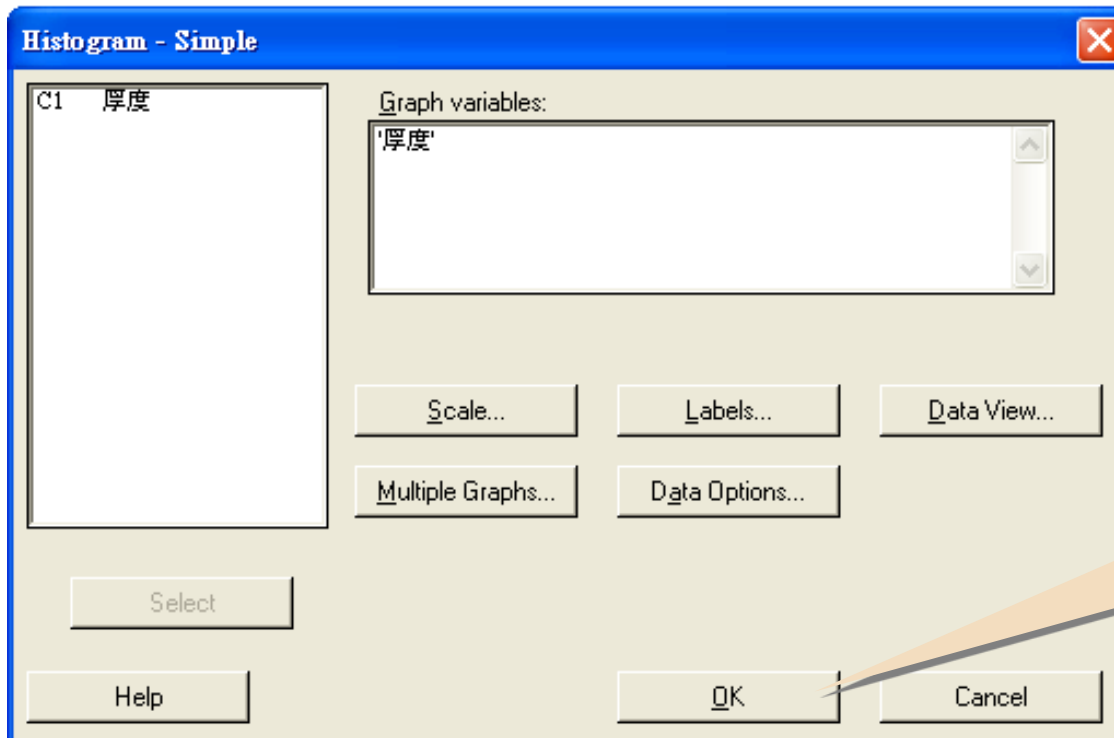 Histogram - Simple
C1 厚度
Graph variables:
'厚度'
Scale...
Labels...
Data View...
Multiple Graphs...
Data Options...
Select
Help
OK
Cancel